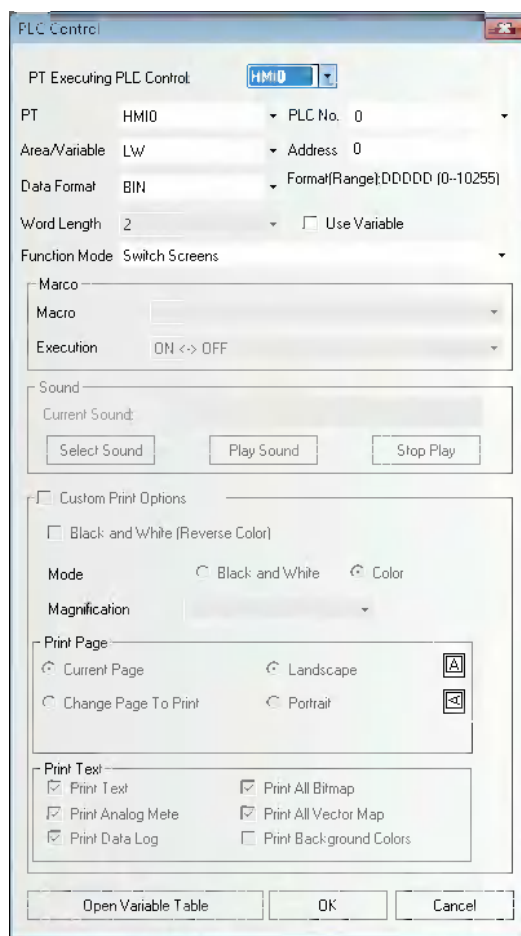 PLC Control
PT Executing PLC Control: HMI0
PT HMI0 PLC No. 0
Area/Variable LW Address 0
Data Format BIN Format(Range):DDDDD (0--10255)
Word Length 2 Use Variable
Function Mode Switch Screens
Marco
Macro
Execution ON <-> OFF
Sound
Current Sound:
Select Sound Play Sound Stop Play
Custom Print Options
Black and White (Reverse Color)
Mode Black and White Color
Magnification
Print Page
Current Page Landscape A
Change Page To Print Portrait A
Print Text
Print Text Print All Bitmap
Print Analog Mete Print All Vector Map
Print Data Log Print Background Colors
Open Variable Table OK Cancel